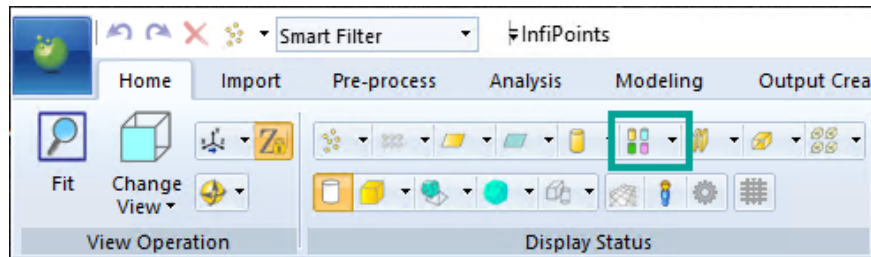 Smart Filter InfiPoints
Home Import Pre-process Analysis Modeling Output Crea
Fit Change View
View Operation Display Status